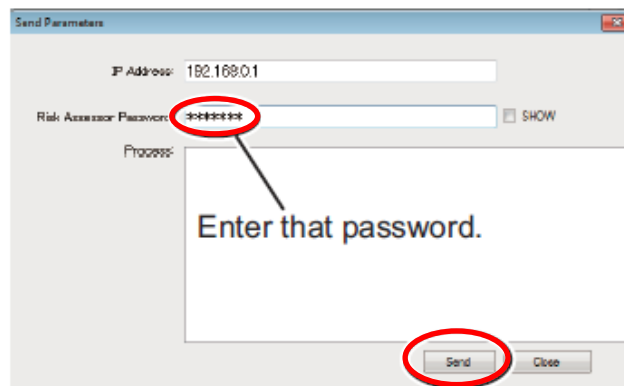 Send Parameters
IP Address: 192.168.0.1
Risk Assessor Password: ******* SHOW
Process:
Enter that password.
Send Close